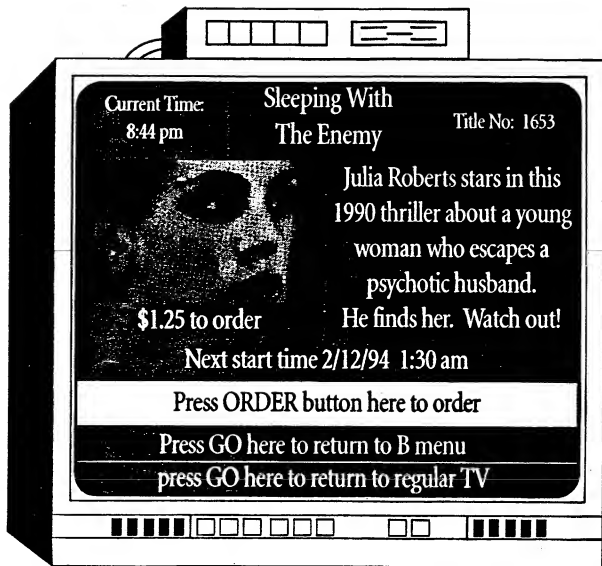 Current Time:
8:44 pm
Sleeping With
The Enemy
Title No: 1653
Julia Roberts stars in this
1990 thriller about a young
woman who escapes a
psychotic husband.
He finds her. Watch out!
$1.25 to order
Next start time 2/12/94 1:30 am
Press ORDER button here to order
Press GO here to return to B menu
press GO here to return to regular TV